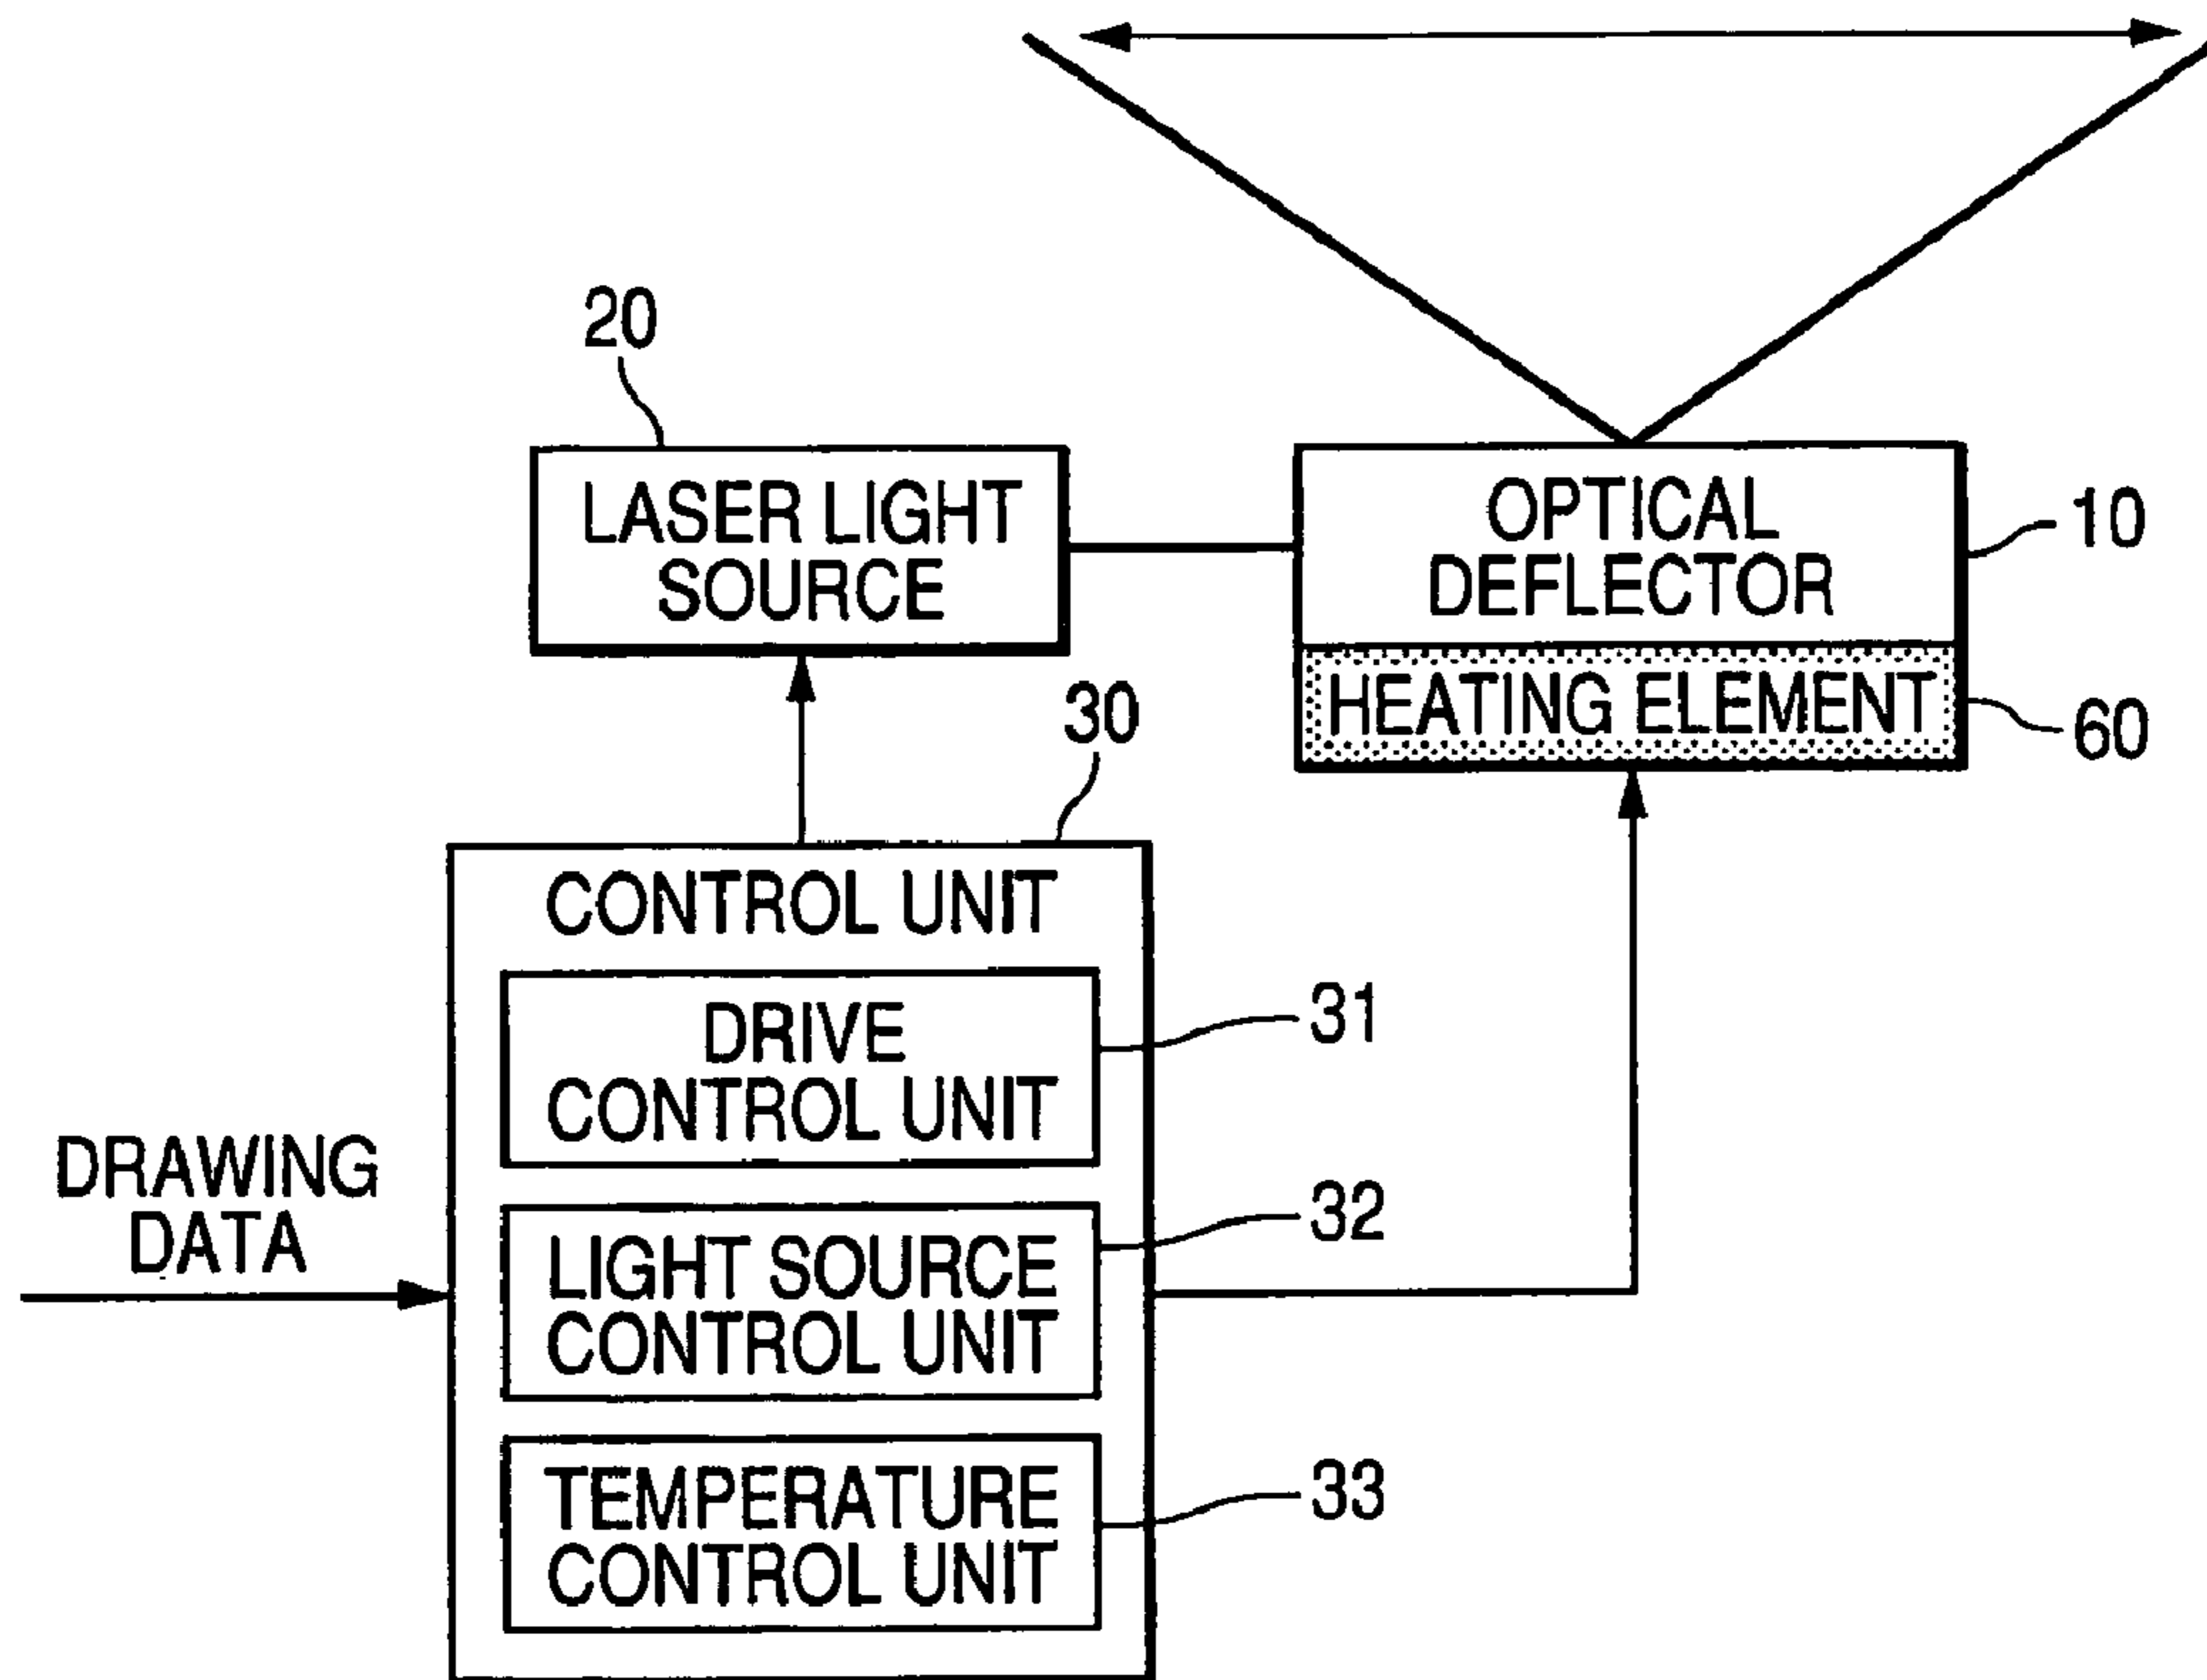 20
LASER LIGHT
SOURCE
OPTICAL
DEFLECTOR
10
HEATING ELEMENT
60
30
CONTROL UNIT
DRIVE
CONTROL UNIT
31
DRAWING
DATA
LIGHT SOURCE
CONTROL UNIT
32
TEMPERATURE
CONTROL UNIT
33